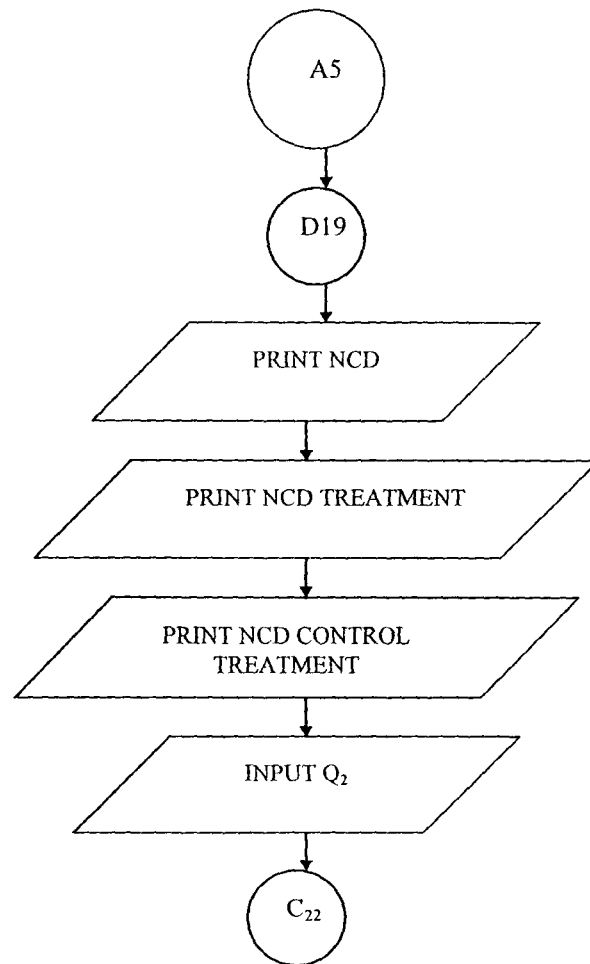 A5
D19
PRINT NCD
PRINT NCD TREATMENT
PRINT NCD CONTROL
TREATMENT
INPUT Q₂
C₂₂